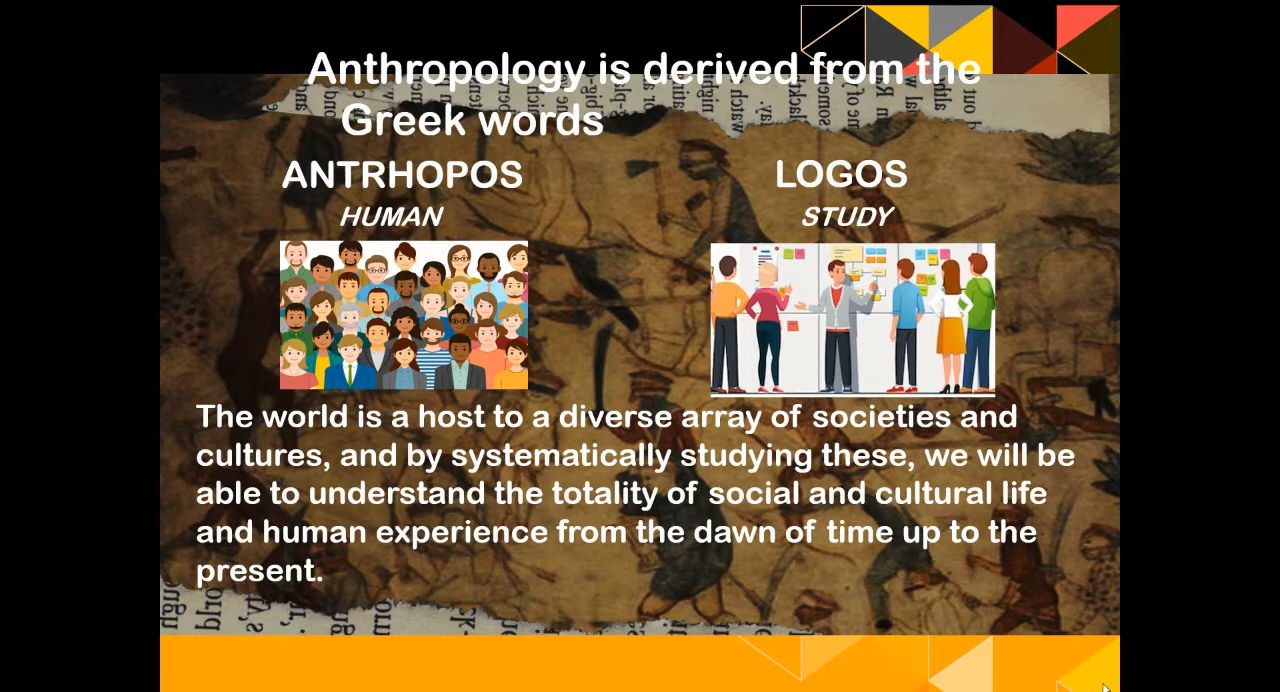 Anthropology is derived from the
Greek words
ANTRHOPOS
LOGOS
HUMAN
STUDY
The world is a host to a diverse array of societies and
cultures, and by systematically studying these, we will be
able to understand the totality of social and cultural life
and human experience from the dawn of time up to the
present.